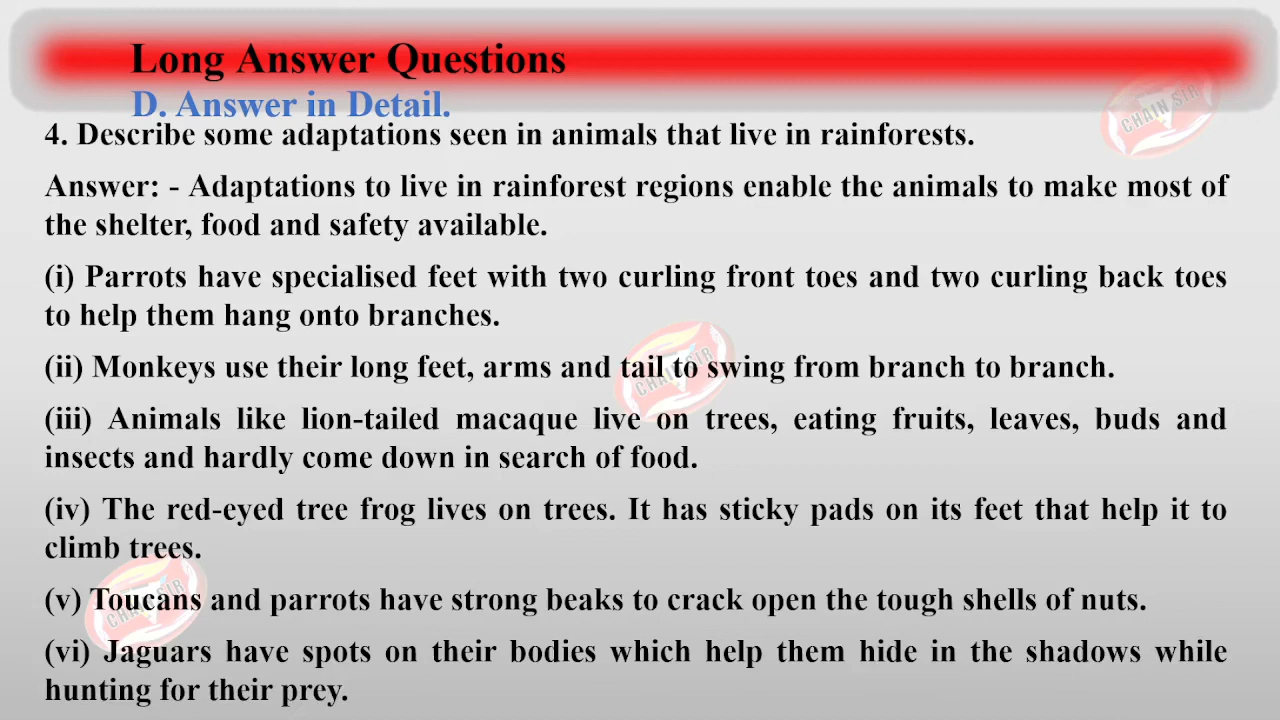 Long Answer Questions
D. Answer in Detail.
CHAIN SIR
4. Describe some adaptations seen in animals that live in rainforests.
Answer: - Adaptations to live in rainforest regions enable the animals to make most of
the shelter, food and safety available.
(i) Parrots have specialised feet with two curling front toes and two curling back toes
to help them hang onto branches.
(ii) Monkeys use their long feet, arms and tail to swing from branch to branch.
CHAIN SIR
(iii) Animals like lion-tailed macaque live on trees, eating fruits, leaves, buds and
insects and hardly come down in search of food.
(iv) The red-eyed tree frog lives on trees. It has sticky pads on its feet that help it to
climb trees.
(v) Toucans and parrots have strong beaks to crack open the tough shells of nuts.
CHAIN SIR
(vi) Jaguars have spots on their bodies which help them hide in the shadows while
hunting for their prey.